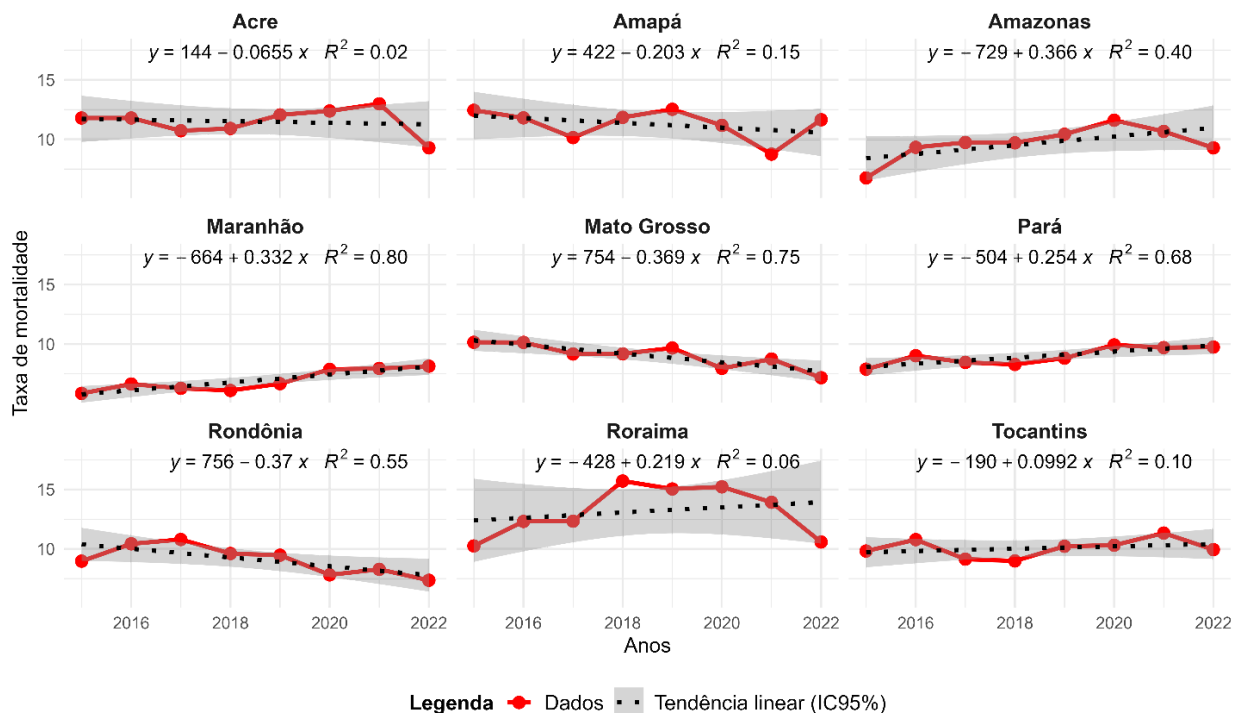 Acre
Amapá
Amazonas
y = 144 − 0.0655 x R² = 0.02
y = 422 − 0.203 x R² = 0.15
y = − 729 + 0.366 x R² = 0.40
15
10
Maranhão
Mato Grosso
Pará
y = − 664 + 0.332 x R² = 0.80
y = 754 − 0.369 x R² = 0.75
y = − 504 + 0.254 x R² = 0.68
15
10
Taxa de mortalidade
Rondônia
Roraima
Tocantins
y = 756 − 0.37 x R² = 0.55
y = − 428 + 0.219 x R² = 0.06
y = − 190 + 0.0992 x R² = 0.10
15
10
2016 2018 2020 2022
2016 2018 2020 2022
2016 2018 2020 2022
Anos
Legenda Dados Tendência linear (IC95%)